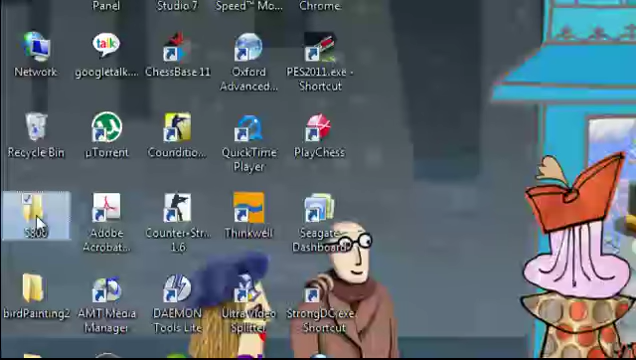 Panel
Studio 7
Speed™ Mo...
Chrome
Network
googletalk...
ChessBase 11
Oxford
Advanced...
PES2011.exe -
Shortcut
talk
Recycle Bin
µTorrent
Counditio...
QuickTime
Player
PlayChess
5800
Adobe
Acrobat...
Counter-Str...
1.6
Thinkwell
Seagate
Dashboard
birdPainting2
AMT Media
Manager
DAEMON
Tools Lite
Ultra Video
Splitter
StrongDC.exe
- Shortcut